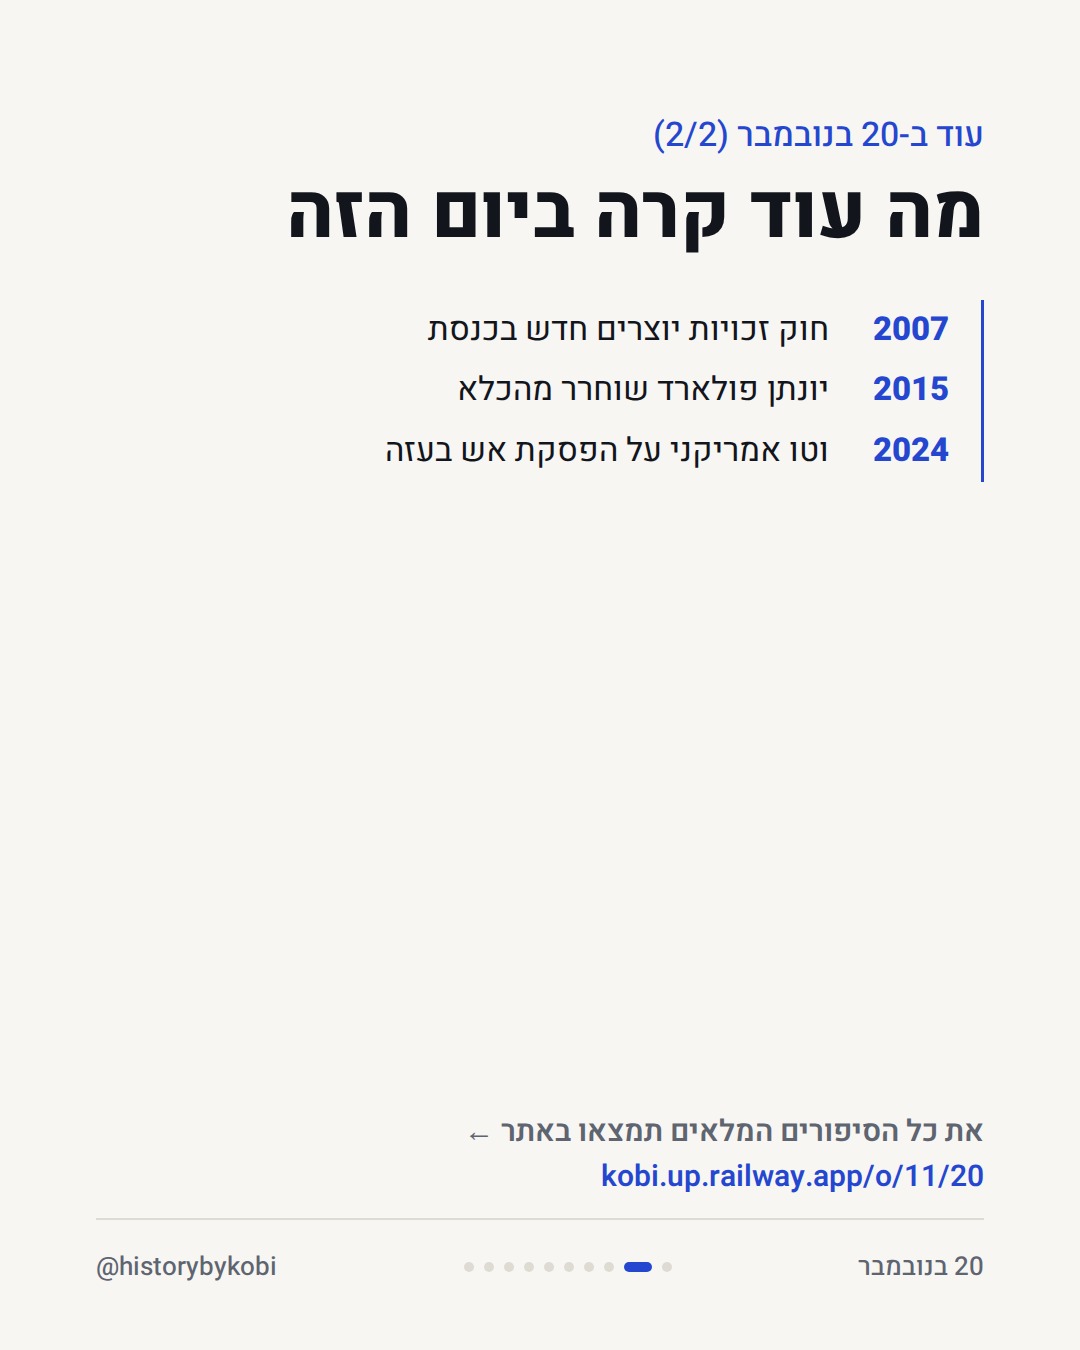 עוד ב-20 בנובמבר (2/2)
מה עוד קרה ביום הזה
2007 חוק זכויות יוצרים חדש בכנסת
2015 יונתן פולארד שוחרר מהכלא
2024 וטו אמריקני על הפסקת אש בעזה
את כל הסיפורים המלאים תמצאו באתר ←
kobi.up.railway.app/o/11/20
20 בנובמבר
@historybykobi